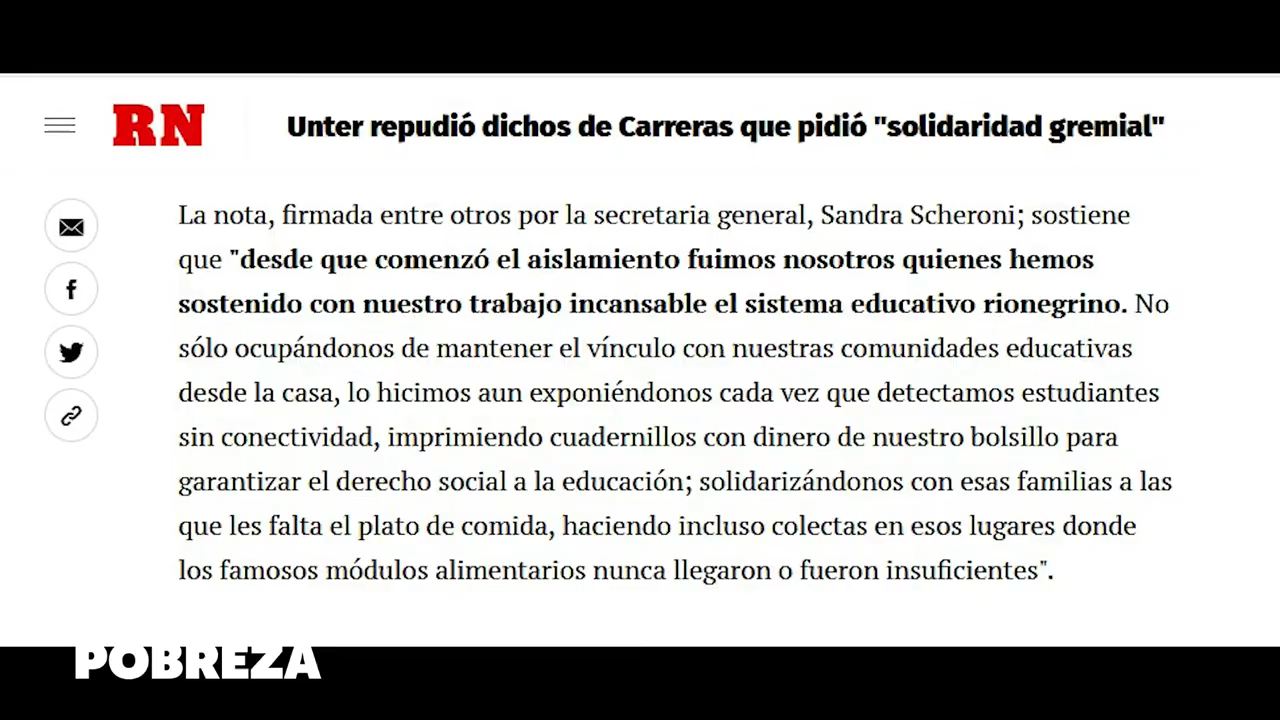 RN
Unter repudió dichos de Carreras que pidió "solidaridad gremial"
La nota, firmada entre otros por la secretaria general, Sandra Scheroni; sostiene
que "desde que comenzó el aislamiento fuimos nosotros quienes hemos
sostenido con nuestro trabajo incansable el sistema educativo rionegrino. No
sólo ocupándonos de mantener el vínculo con nuestras comunidades educativas
desde la casa, lo hicimos aun exponiéndonos cada vez que detectamos estudiantes
sin conectividad, imprimiendo cuadernillos con dinero de nuestro bolsillo para
garantizar el derecho social a la educación; solidarizándonos con esas familias a las
que les falta el plato de comida, haciendo incluso colectas en esos lugares donde
los famosos módulos alimentarios nunca llegaron o fueron insuficientes".
POBREZA